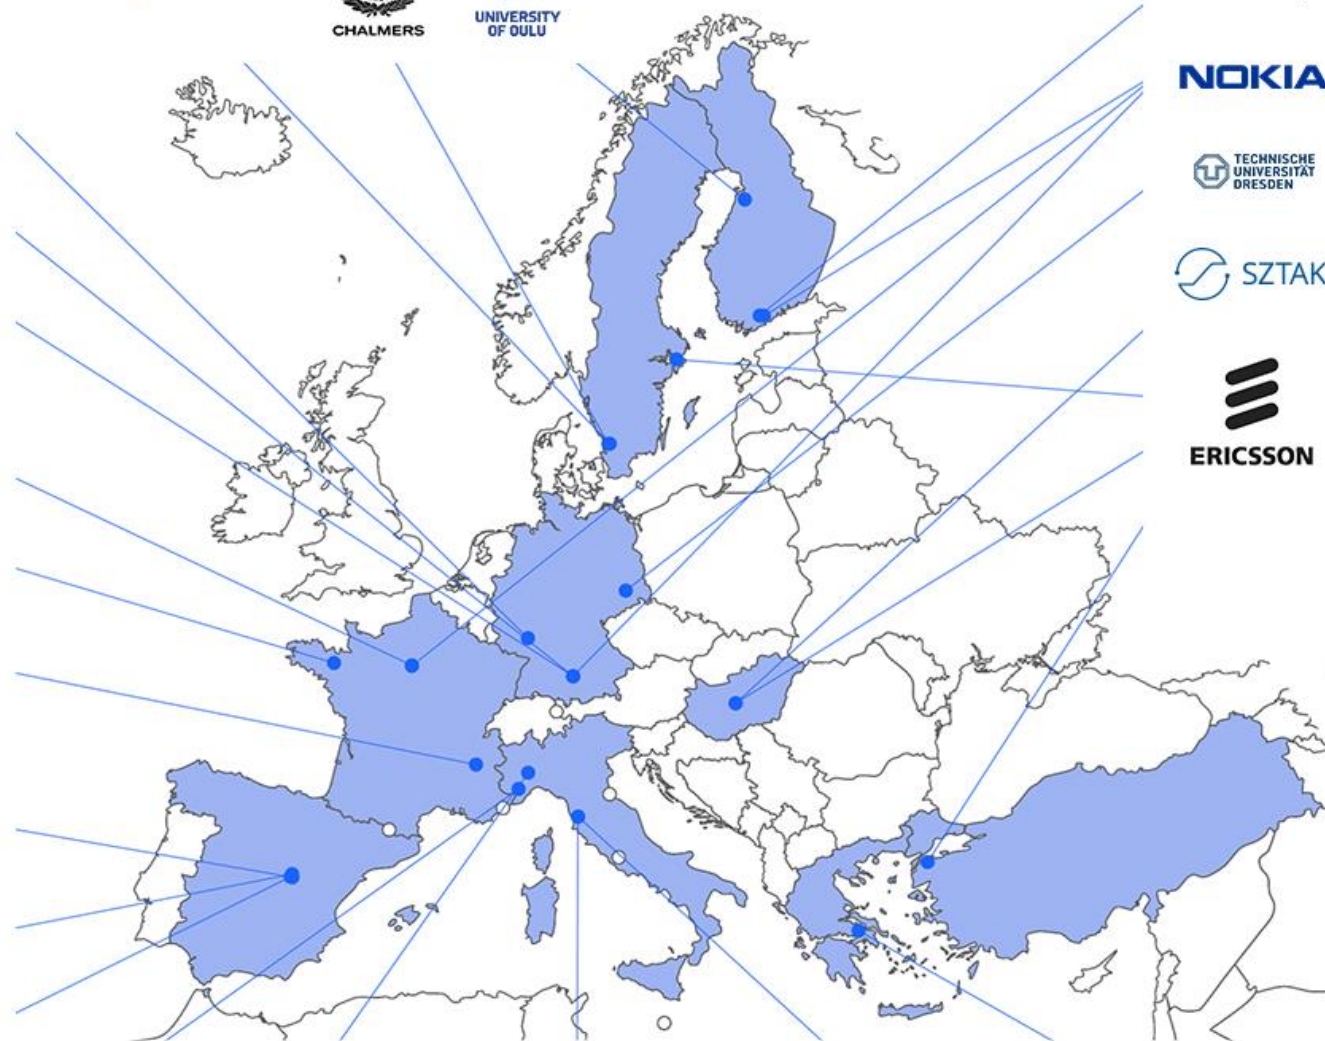 CHALMERS
UNIVERSITY
OF OULU
NOKIA
TECHNISCHE
UNIVERSITÄT
DRESDEN
SZTAK
ERICSSON